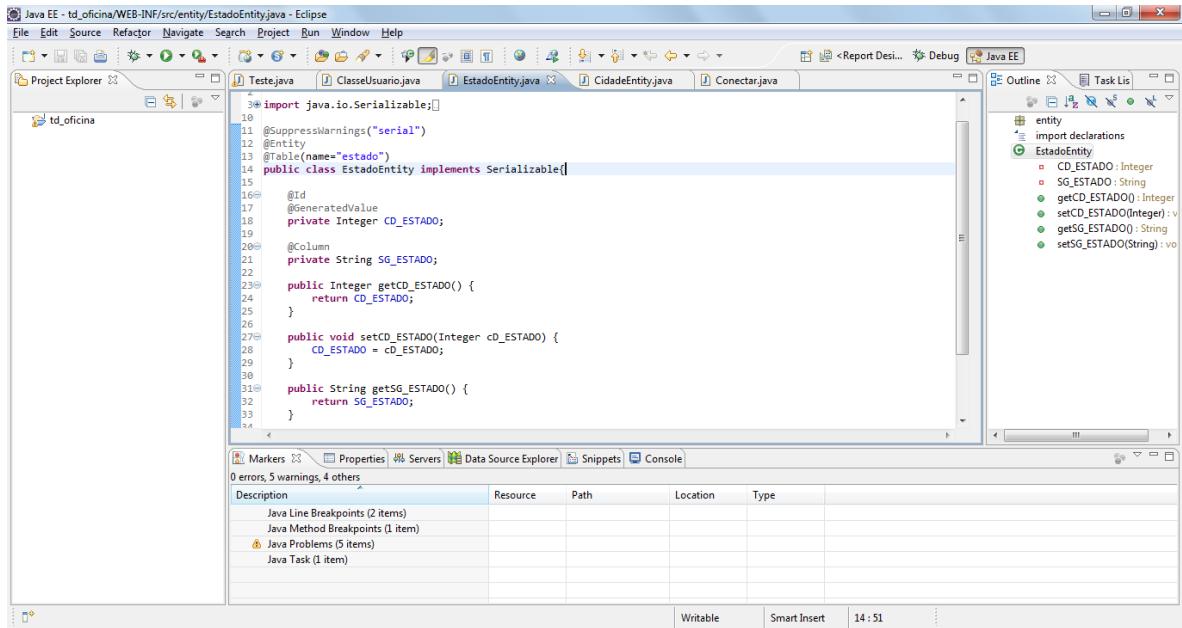 Java EE - td_oficina/WEB-INF/src/entity/EstadoEntity.java - Eclipse
File Edit Source Refactor Navigate Search Project Run Window Help
<Report Desi... Debug Java EE
Project Explorer
td_oficina
Teste.java ClasseUsuario.java EstadoEntity.java CidadeEntity.java Conectar.java
2
3 import java.io.Serializable;
10
11 @SuppressWarnings("serial")
12 @Entity
13 @Table(name="estado")
14 public class EstadoEntity implements Serializable{
15
16 @Id
17 @GeneratedValue
18 private Integer CD_ESTADO;
19
20 @Column
21 private String SG_ESTADO;
22
23 public Integer getCD_ESTADO() {
24 return CD_ESTADO;
25 }
26
27 public void setCD_ESTADO(Integer cD_ESTADO) {
28 CD_ESTADO = cD_ESTADO;
29 }
30
31 public String getSG_ESTADO() {
32 return SG_ESTADO;
33 }
34
Outline Task Lis
entity
import declarations
EstadoEntity
CD_ESTADO : Integer
SG_ESTADO : String
getCD_ESTADO() : Integer
setCD_ESTADO(Integer) : v
getSG_ESTADO() : String
setSG_ESTADO(String) : vo
Markers Properties Servers Data Source Explorer Snippets Console
0 errors, 5 warnings, 4 others
Description Resource Path Location Type
Java Line Breakpoints (2 items)
Java Method Breakpoints (1 item)
Java Problems (5 items)
Java Task (1 item)
Writable Smart Insert 14 : 51